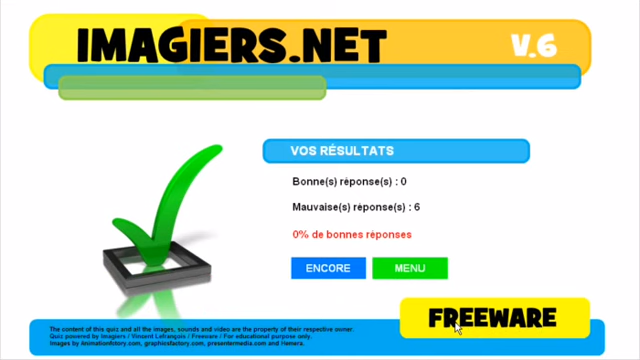 IMAGIERS.NET
V.6
VOS RÉSULTATS
Bonne(s) réponse(s) : 0
Mauvaise(s) réponse(s) : 6
0% de bonnes réponses
ENCORE
MENU
FREEWARE
The content of this quiz and all the images, sounds and video are the property of their respective owner.
Quiz powered by Imagiers / Vincent Lefrançois / Freeware / For educational purpose only.
Images by Animationfctory.com, graphicsfactory.com, presentermedia.com and Hemera.